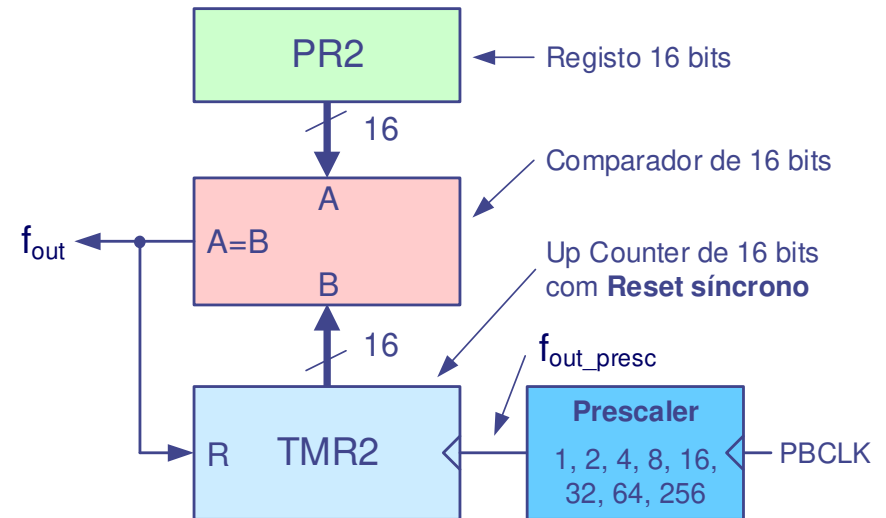 PR2
Registo 16 bits
16
Comparador de 16 bits
A
f_out
A=B
B
Up Counter de 16 bits
com Reset síncrono
16
f_out_presc
Prescaler
R
TMR2
1, 2, 4, 8, 16,
32, 64, 256
PBCLK